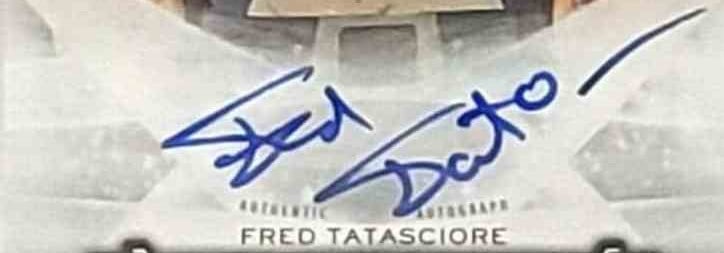 Fred Tato
AUTHENTIC AUTOGRAPH
FRED TATASCIORE